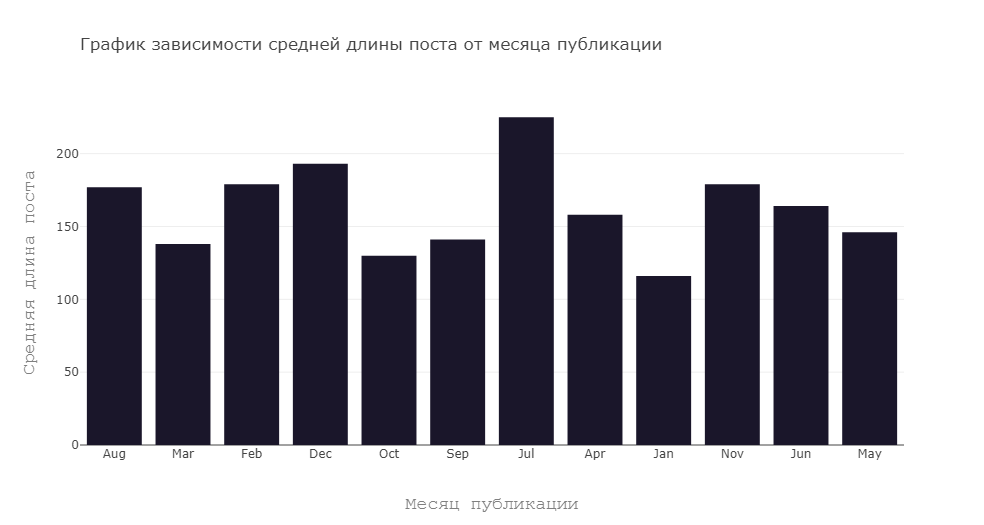 График зависимости средней длины поста от месяца публикации
Средняя длина поста
200
150
100
50
0
Aug Mar Feb Dec Oct Sep Jul Apr Jan Nov Jun May
Месяц публикации